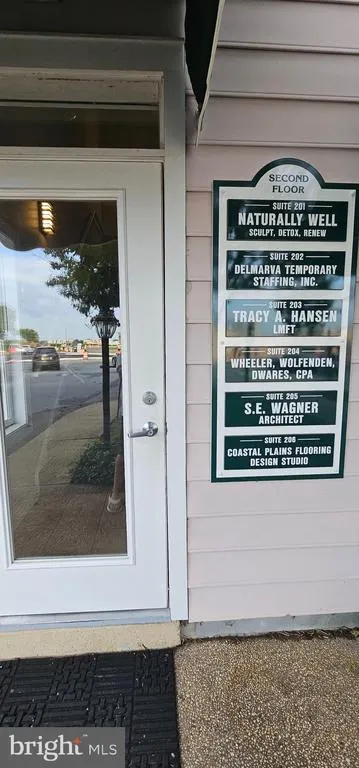 SECOND
FLOOR
SUITE 201
NATURALLY WELL
SCULPT, DETOX, RENEW
SUITE 202
DELMARVA TEMPORARY
STAFFING, INC.
SUITE 203
TRACY A. HANSEN
LMFT
SUITE 204
WHEELER, WOLFENDEN,
DWARES, CPA
SUITE 205
S.E. WAGNER
ARCHITECT
SUITE 206
COASTAL PLAINS FLOORING
DESIGN STUDIO
bright MLS